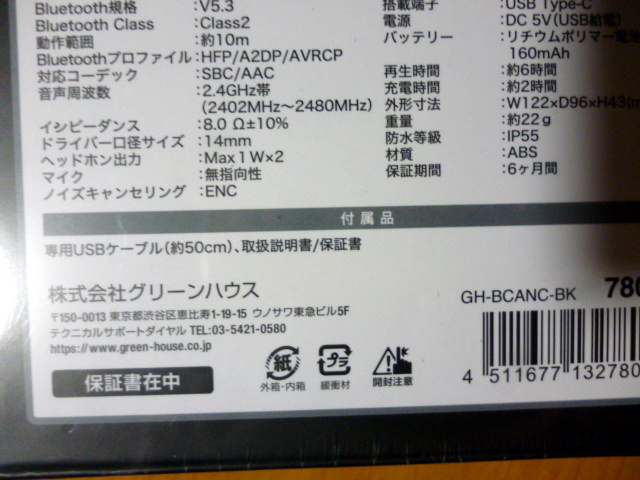 Bluetooth規格 :V5.3
Bluetooth Class :Class2
動作範囲 :約10m
Bluetoothプロファイル:HFP/A2DP/AVRCP
対応コーデック :SBC/AAC
音声周波数 :2.4GHz帯
(2402MHz~2480MHz)
インピーダンス :8.0 Ω±10%
ドライバー口径サイズ :14mm
ヘッドホン出力 :Max1W×2
マイク :無指向性
ノイズキャンセリング :ENC
搭載端子 :USB Type-C
電源 :DC 5V(USB給電)
バッテリー :リチウムポリマー電池
160mAh
再生時間 :約6時間
充電時間 :約2時間
外形寸法 :W122×D96×H43(m
重量 :約22g
防水等級 :IP55
材質 :ABS
保証期間 :6ヶ月間
付属品
専用USBケーブル(約50cm)、取扱説明書/保証書
株式会社グリーンハウス
〒150-0013 東京都渋谷区恵比寿1-19-15 ウノサワ東急ビル5F
テクニカルサポートダイヤル TEL:03-5421-0580
https://www.green-house.co.jp
保証書在中
紙
外箱・内箱
プラ
緩衝材
開封注意
GH-BCANC-BK 780
4 511677 132780